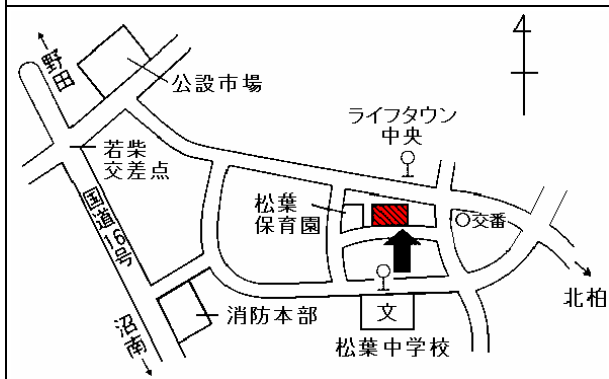 野田
公設市場
ライフタウン
中央
若柴
交差点
国道16号
松葉
保育園
交番
北柏
消防本部
文
松葉中学校
沼南